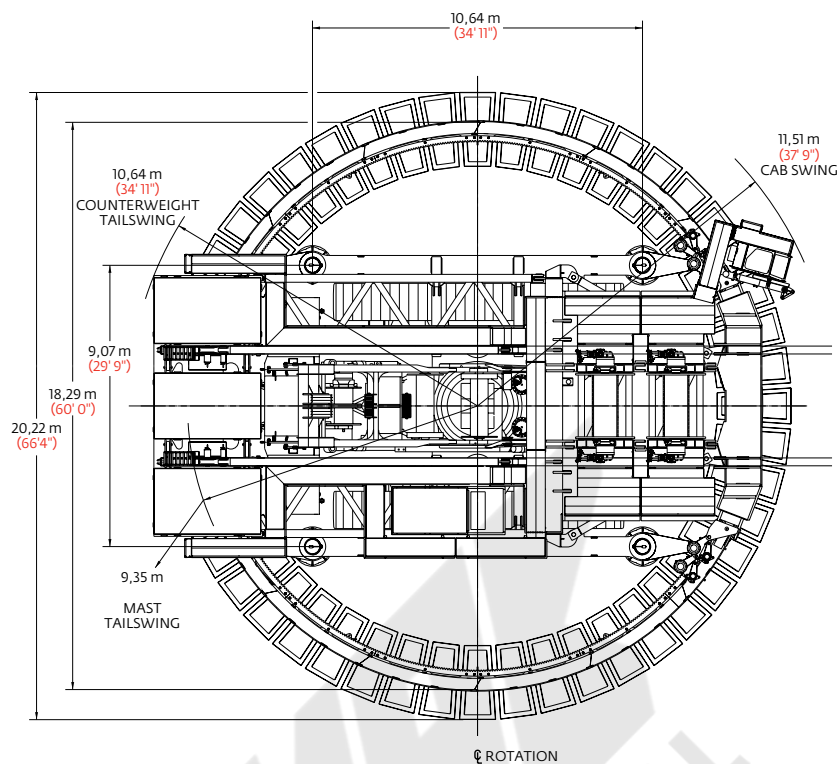 10,64 m
(34' 11")
11,51 m
(37' 9")
CAB SWING
10,64 m
(34' 11")
COUNTERWEIGHT
TAILSWING
9,07 m
(29' 9")
18,29 m
(60' 0")
20,22 m
(66'4")
9,35 m
MAST
TAILSWING
℄ ROTATION